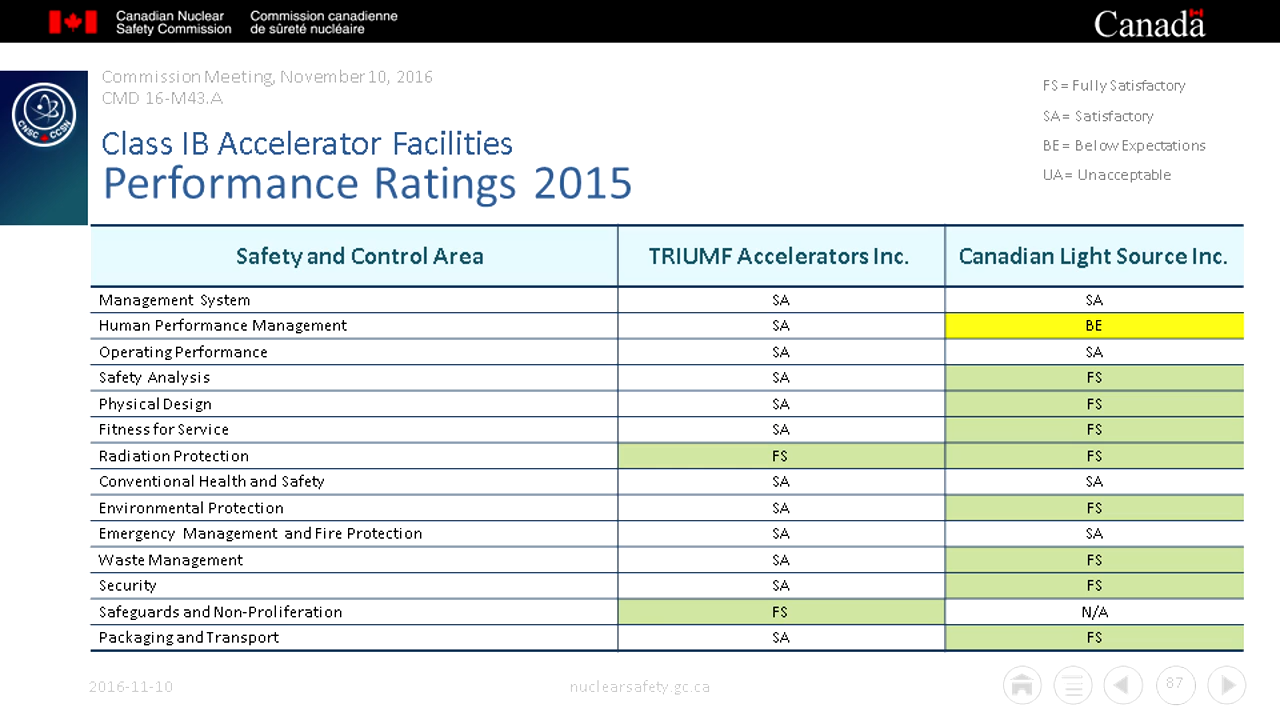 Canadian Nuclear Safety Commission
Commission canadienne de sûreté nucléaire
Canada
Commission Meeting, November 10, 2016
CMD 16-M43.A
CNSC CCSN
FS = Fully Satisfactory
SA = Satisfactory
BE = Below Expectations
UA = Unacceptable
Class IB Accelerator Facilities
Performance Ratings 2015
Safety and Control Area TRIUMF Accelerators Inc. Canadian Light Source Inc.
Management System SA SA
Human Performance Management SA BE
Operating Performance SA SA
Safety Analysis SA FS
Physical Design SA FS
Fitness for Service SA FS
Radiation Protection FS FS
Conventional Health and Safety SA SA
Environmental Protection SA FS
Emergency Management and Fire Protection SA SA
Waste Management SA FS
Security SA FS
Safeguards and Non-Proliferation FS N/A
Packaging and Transport SA FS
2016-11-10 nuclearsafety.gc.ca 87